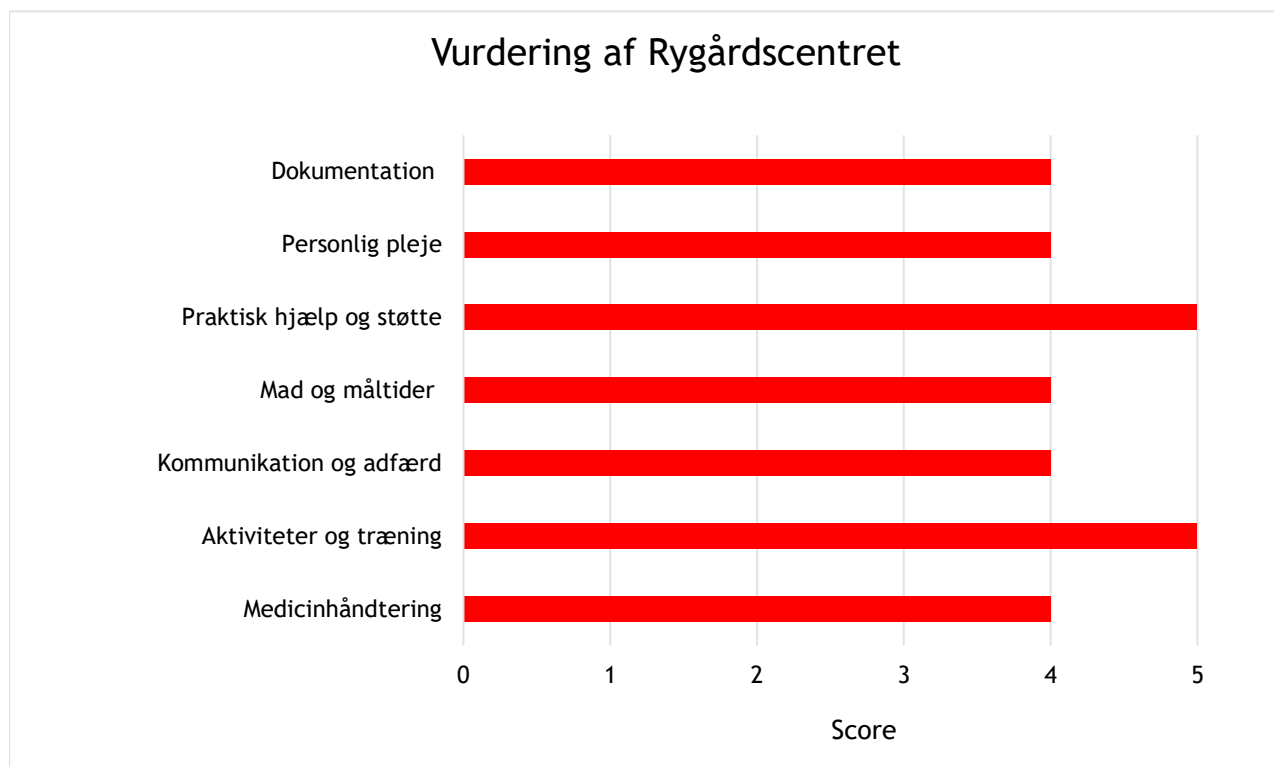 Vurdering af Rygårdscentret
Dokumentation
Personlig pleje
Praktisk hjælp og støtte
Mad og måltider
Kommunikation og adfærd
Aktiviteter og træning
Medicinhåndtering
0 1 2 3 4 5
Score